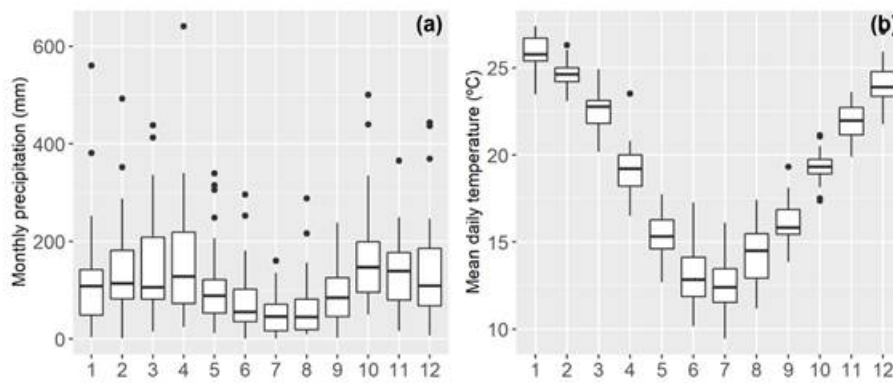 (a)
Monthly precipitation (mm)
600
400
200
0
1 2 3 4 5 6 7 8 9 10 11 12
(b)
Mean daily temperature (ºC)
25
20
15
10
1 2 3 4 5 6 7 8 9 10 11 12